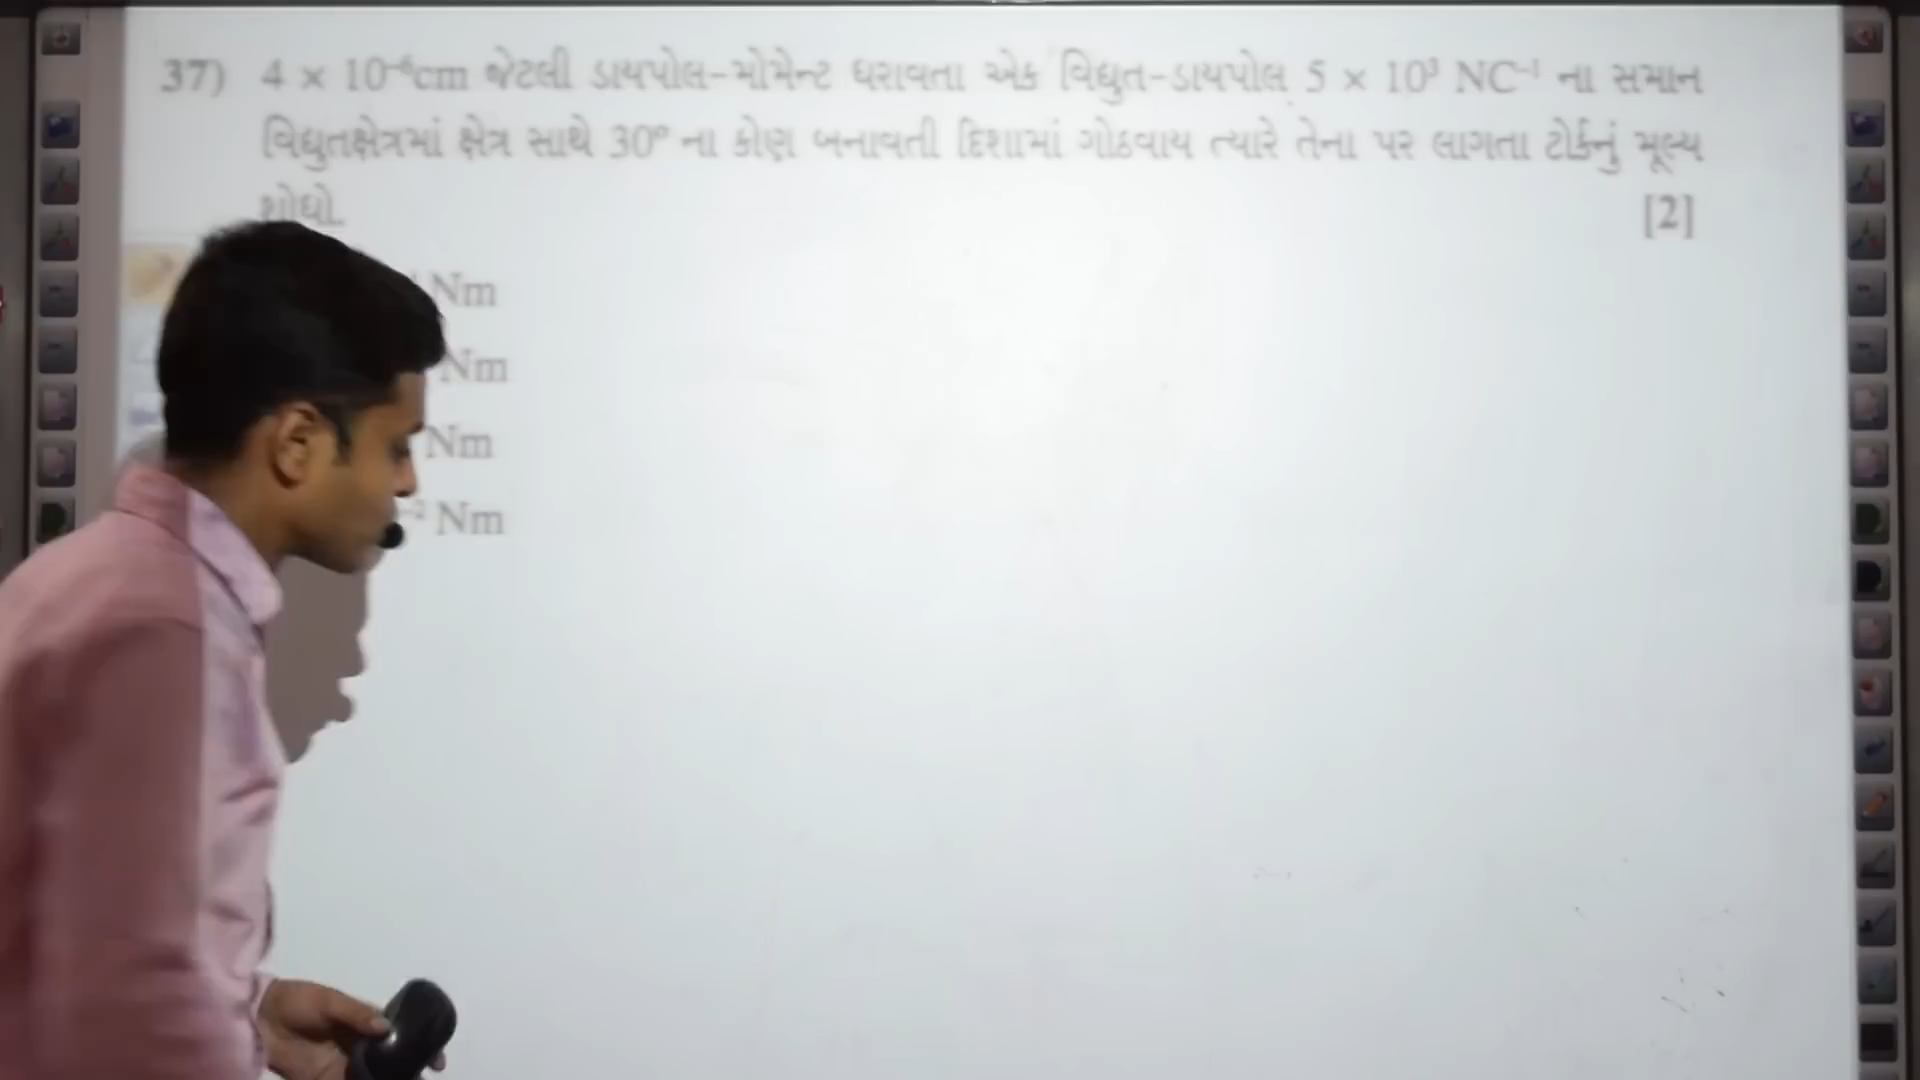 37) 4 × 10⁻⁶cm જેટલી ડાયપોલ-મોમેન્ટ ધરાવતા એક વિદ્યુત-ડાયપોલ 5 × 10³ NC⁻¹ ના સમાન
વિદ્યુતક્ષેત્રમાં ક્ષેત્ર સાથે 30° ના કોણ બનાવતી દિશામાં ગોઠવાય ત્યારે તેના પર લાગતા ટોર્કનું મૂલ્ય
શોધો. [2]
Nm
Nm
Nm
⁻² Nm